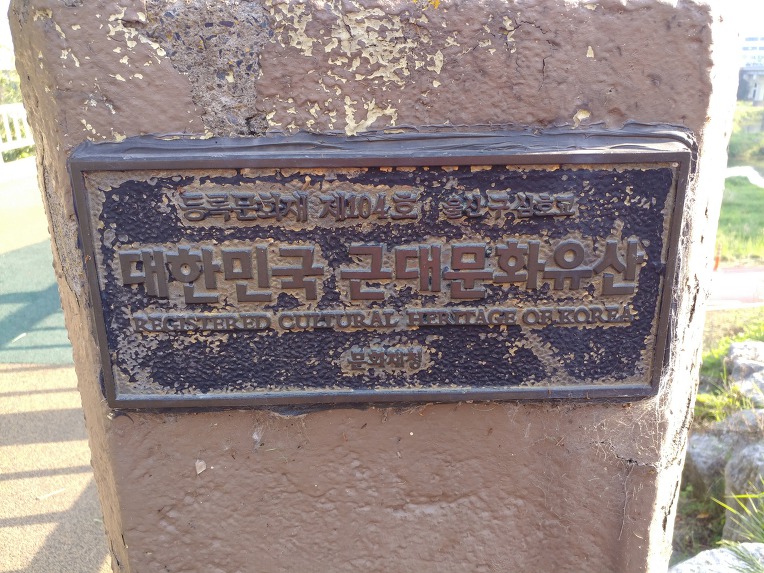 등록문화재 제104호 울산구삼호교
대한민국 근대문화유산
REGISTERED CULTURAL HERITAGE OF KOREA
문화재청